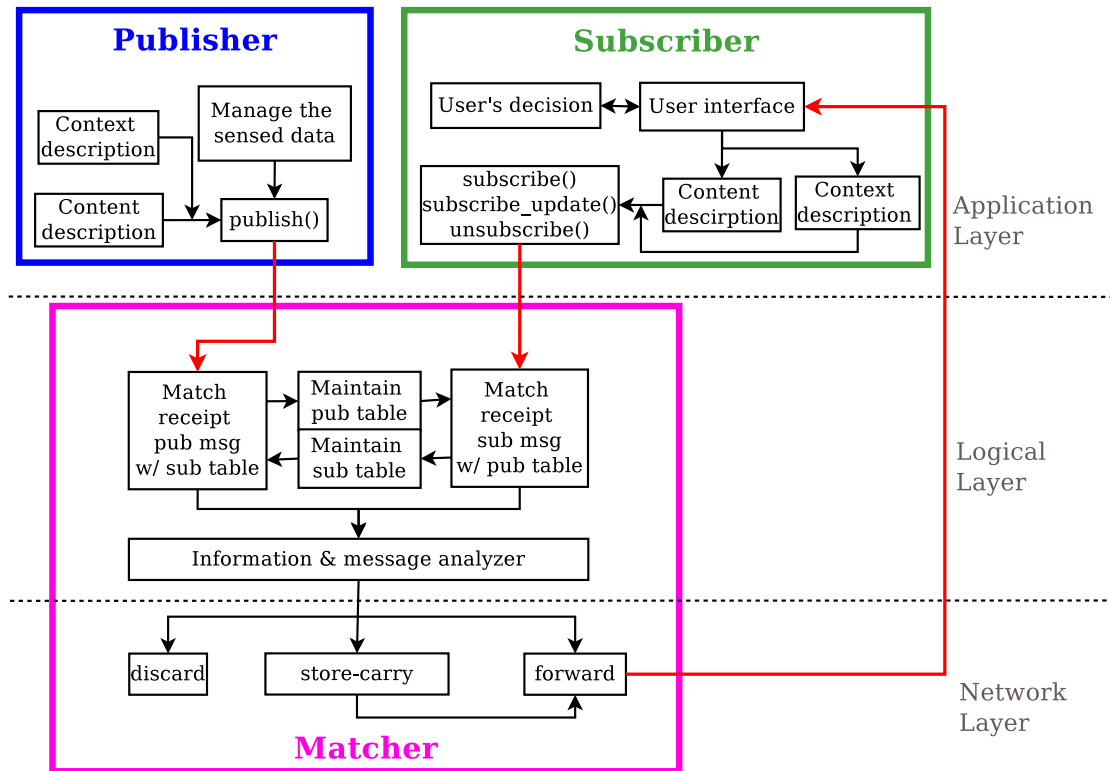 Publisher
Context
description
Manage the
sensed data
Content
description
publish()
Subscriber
User's decision
User interface
subscribe()
subscribe_update()
unsubscribe()
Content
descirption
Context
description
Application
Layer
Match
receipt
pub msg
w/ sub table
Maintain
pub table
Maintain
sub table
Match
receipt
sub msg
w/ pub table
Information & message analyzer
Logical
Layer
discard
store-carry
forward
Network
Layer
Matcher